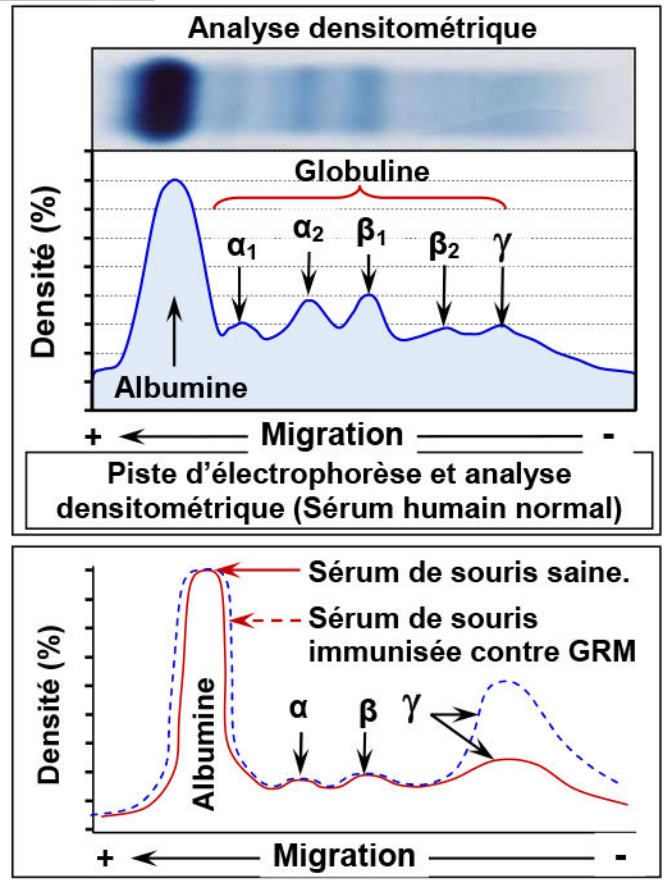 Analyse densitométrique
Globuline
α₁
α₂
β₁
β₂
γ
Densité (%)
Albumine
+ Migration -
Piste d'électrophorèse et analyse
densitométrique (Sérum humain normal)
Sérum de souris saine.
Sérum de souris
immunisée contre GRM
Densité (%)
Albumine
α
β
γ
+ Migration -